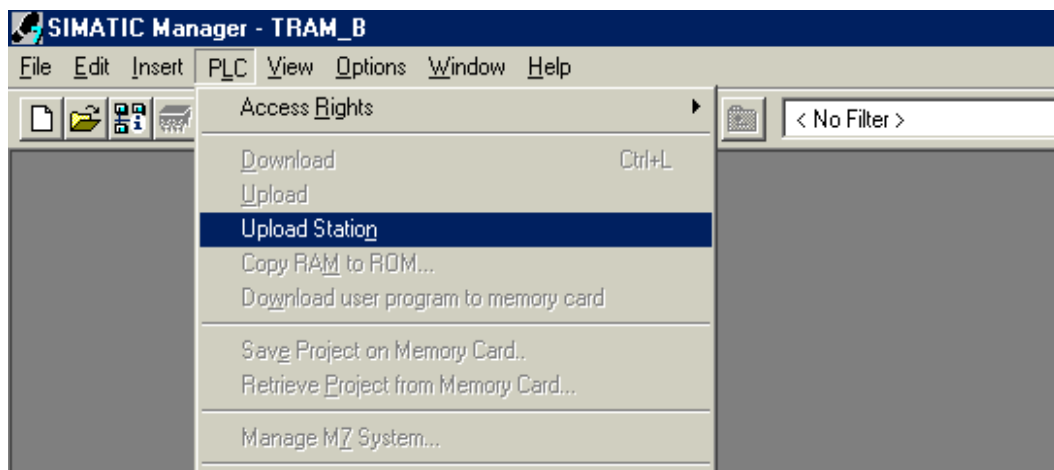 SIMATIC Manager - TRAM_B
File Edit Insert PLC View Options Window Help
Access Rights
< No Filter >
Download Ctrl+L
Upload
Upload Station
Copy RAM to ROM...
Download user program to memory card
Save Project on Memory Card..
Retrieve Project from Memory Card...
Manage M7 System...